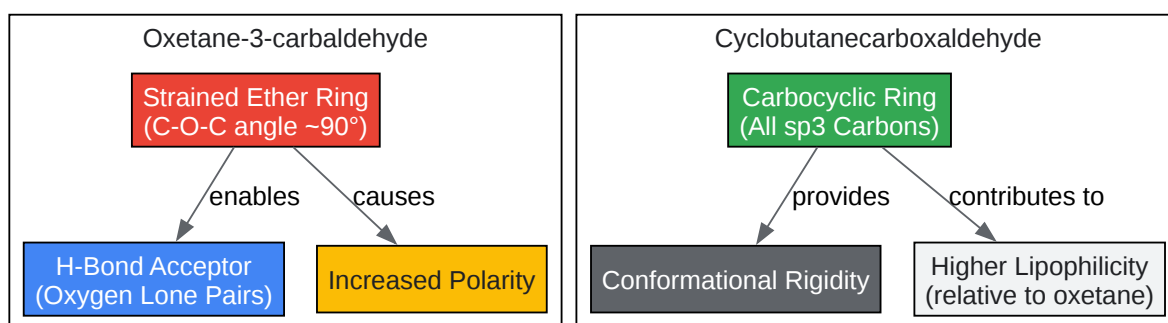 Oxetane-3-carbaldehyde
Strained Ether Ring
(C-O-C angle ~90°)
enables
causes
H-Bond Acceptor
(Oxygen Lone Pairs)
Increased Polarity
Cyclobutanecarboxaldehyde
Carbocyclic Ring
(All sp3 Carbons)
provides
contributes to
Conformational Rigidity
Higher Lipophilicity
(relative to oxetane)